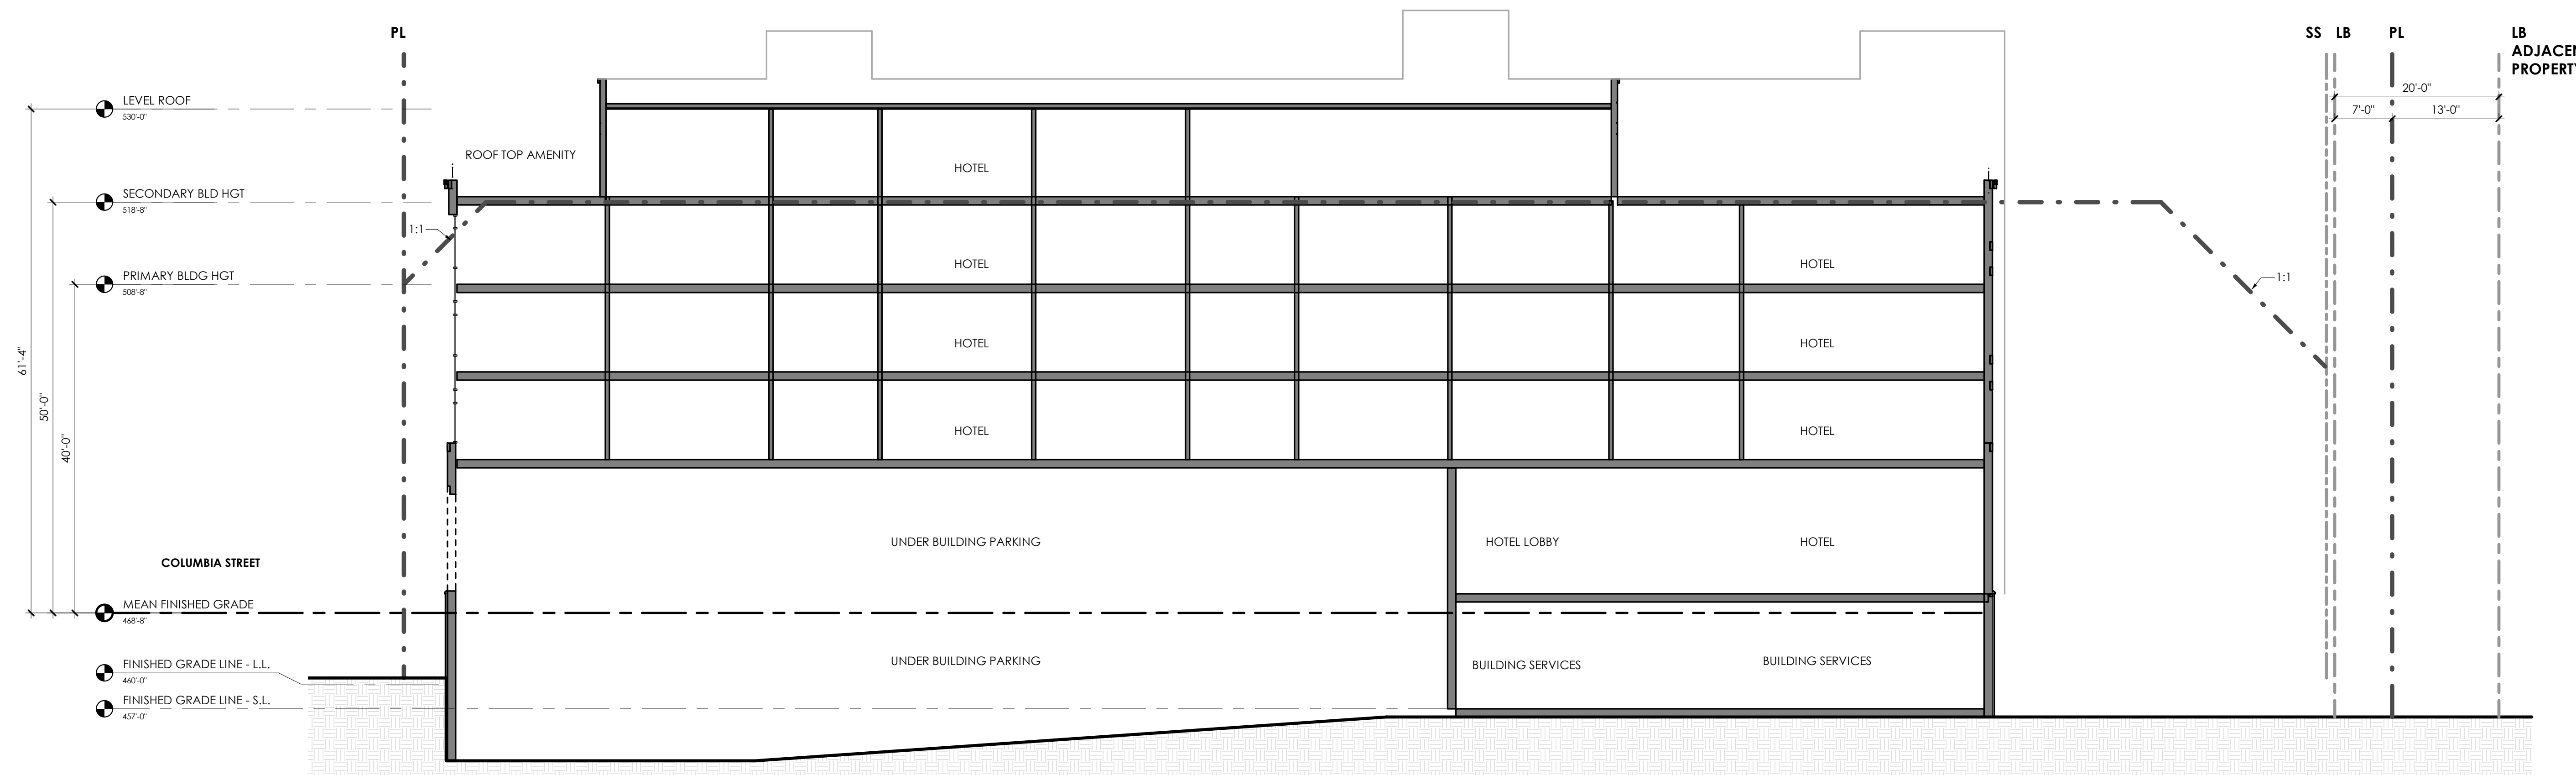 PL
SS
LB
PL
LB
ADJACEN
PROPERTY
20'-0"
7'-0"
13'-0"
LEVEL ROOF
530'-0"
ROOF TOP AMENITY
HOTEL
SECONDARY BLD HGT
518'-8"
1:1
PRIMARY BLDG HGT
508'-8"
HOTEL
HOTEL
1:1
61'-4"
50'-0"
40'-0"
HOTEL
HOTEL
HOTEL
HOTEL
UNDER BUILDING PARKING
HOTEL LOBBY
HOTEL
COLUMBIA STREET
MEAN FINISHED GRADE
468'-8"
FINISHED GRADE LINE - L.L.
460'-0"
UNDER BUILDING PARKING
BUILDING SERVICES
BUILDING SERVICES
FINISHED GRADE LINE - S.L.
457'-0"